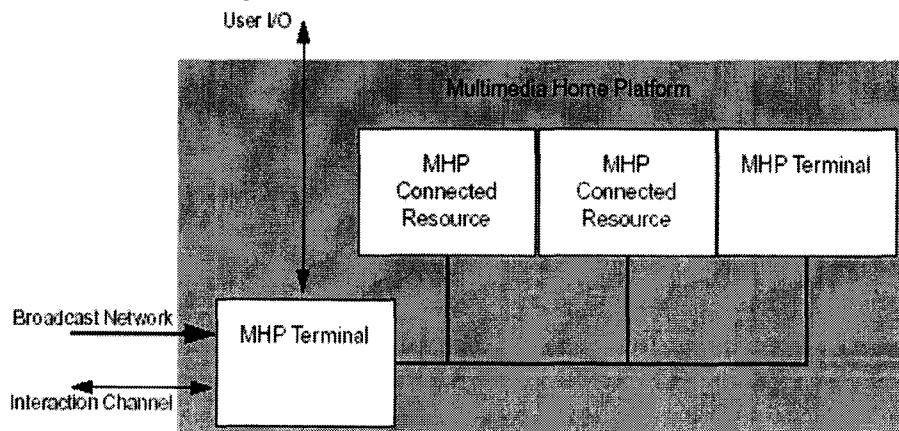 User I/O
Multimedia Home Platform
MHP
Connected
Resource
MHP
Connected
Resource
MHP Terminal
Broadcast Network
MHP Terminal
Interaction Channel